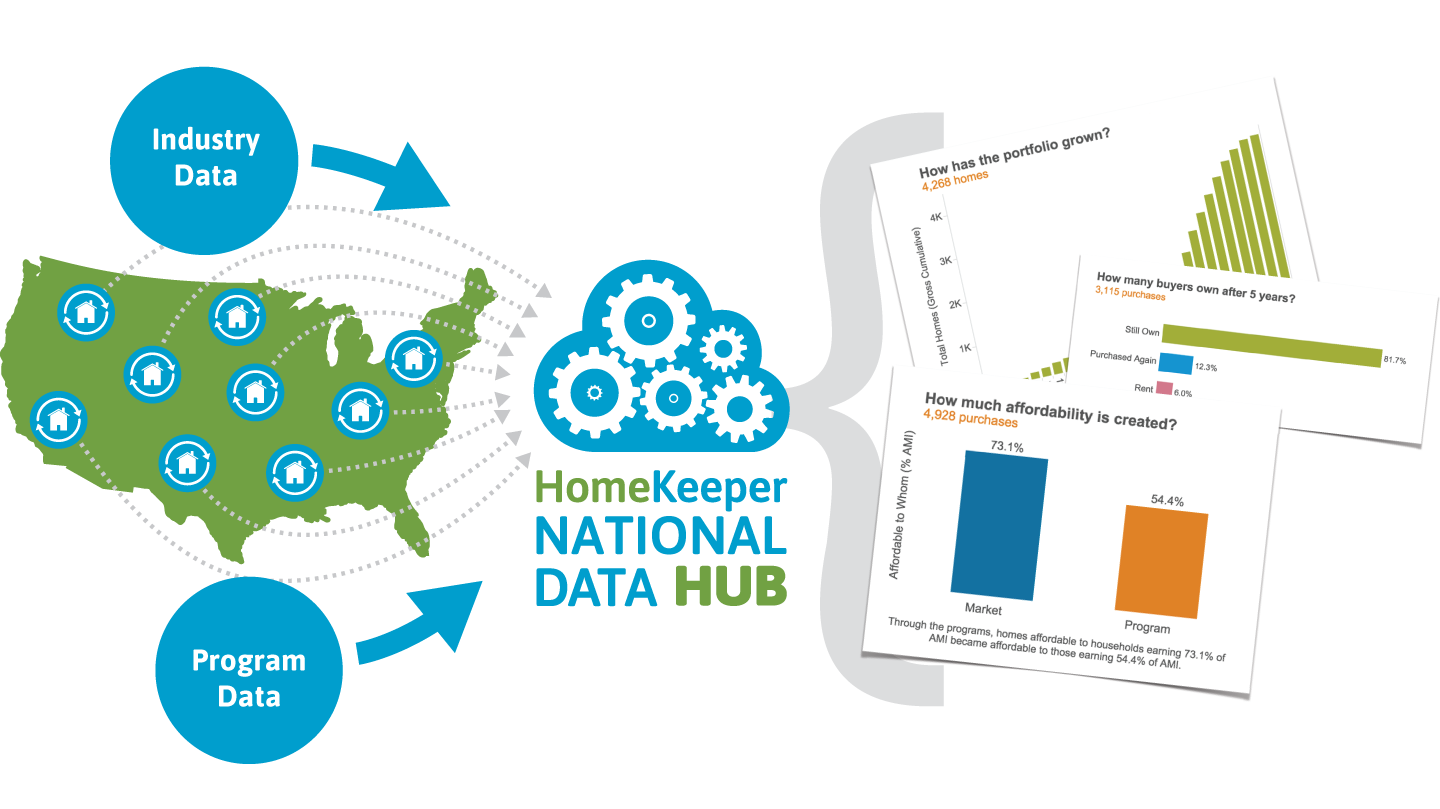 Industry
Data
Program
Data
HomeKeeper
NATIONAL
DATA HUB
How has the portfolio grown?
4,268 homes
Total Homes (Gross Cumulative)
4K
3K
2K
1K
How many buyers own after 5 years?
3,115 purchases
Still Own
81.7%
Purchased Again
12.3%
Rent
6.0%
How much affordability is created?
4,928 purchases
Affordable to Whom (% AMI)
73.1%
54.4%
Market
Program
Through the programs, homes affordable to households earning 73.1% of
AMI became affordable to those earning 54.4% of AMI.